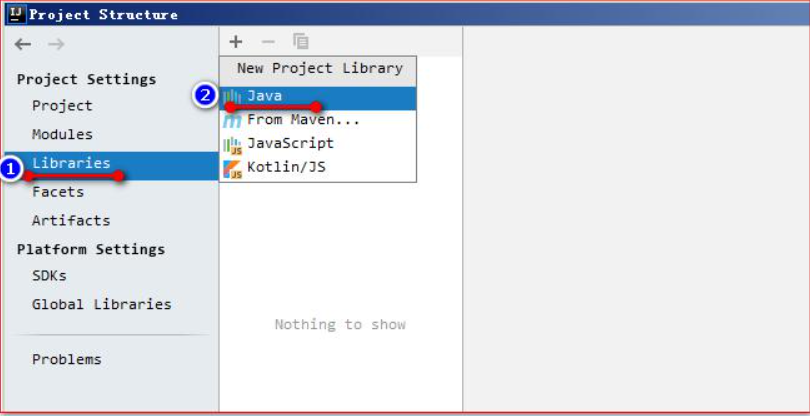 Project Structure
Project Settings
Project
Modules
1
Libraries
Facets
Artifacts
Platform Settings
SDKs
Global Libraries
Problems
New Project Library
2
Java
From Maven...
JavaScript
Kotlin/JS
Nothing to show